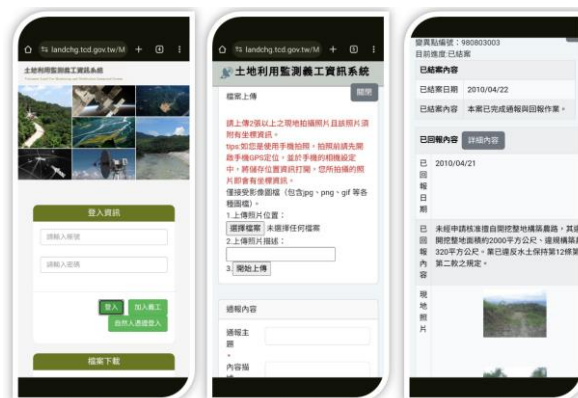 landchg.tcd.gov.tw/M
土地利用監測義工資訊系統
登入資訊
請輸入帳號
請輸入密碼
登入
加入義工
自然人憑證登入
檔案下載
landchg.tcd.gov.tw/M
土地利用監測義工資訊系統
檔案上傳
關閉
請上傳2張以上之現地拍攝照片且該照片須
附有坐標資訊。
tips:如您是使用手機拍照，拍照前請先開
啟手機GPS定位，並於手機的相機設定
中，將儲存位置資訊打開，您所拍攝的照
片即會有坐標資訊。
僅接受影像圖檔（包含jpg、png、gif 等各
種圖檔）。
1.上傳照片位置：
選擇檔案 未選擇任何檔案
2.上傳照片描述：
3.開始上傳
通報內容
通報主
題
內容描
變異點編號：980803003
目前進度:已結案
已結案內容
已結案日期 2010/04/22
已結案內容 本案已完成通報與回報作業。
已回報內容 詳細內容
已回報日期 2010/04/21
已回報內容
未經申請核准擅自開挖整地構築農路，其
開挖整地面積約2000平方公尺、違規構築
320平方公尺。業已違反水土保持第12條第
第二款之規定。
現地照片